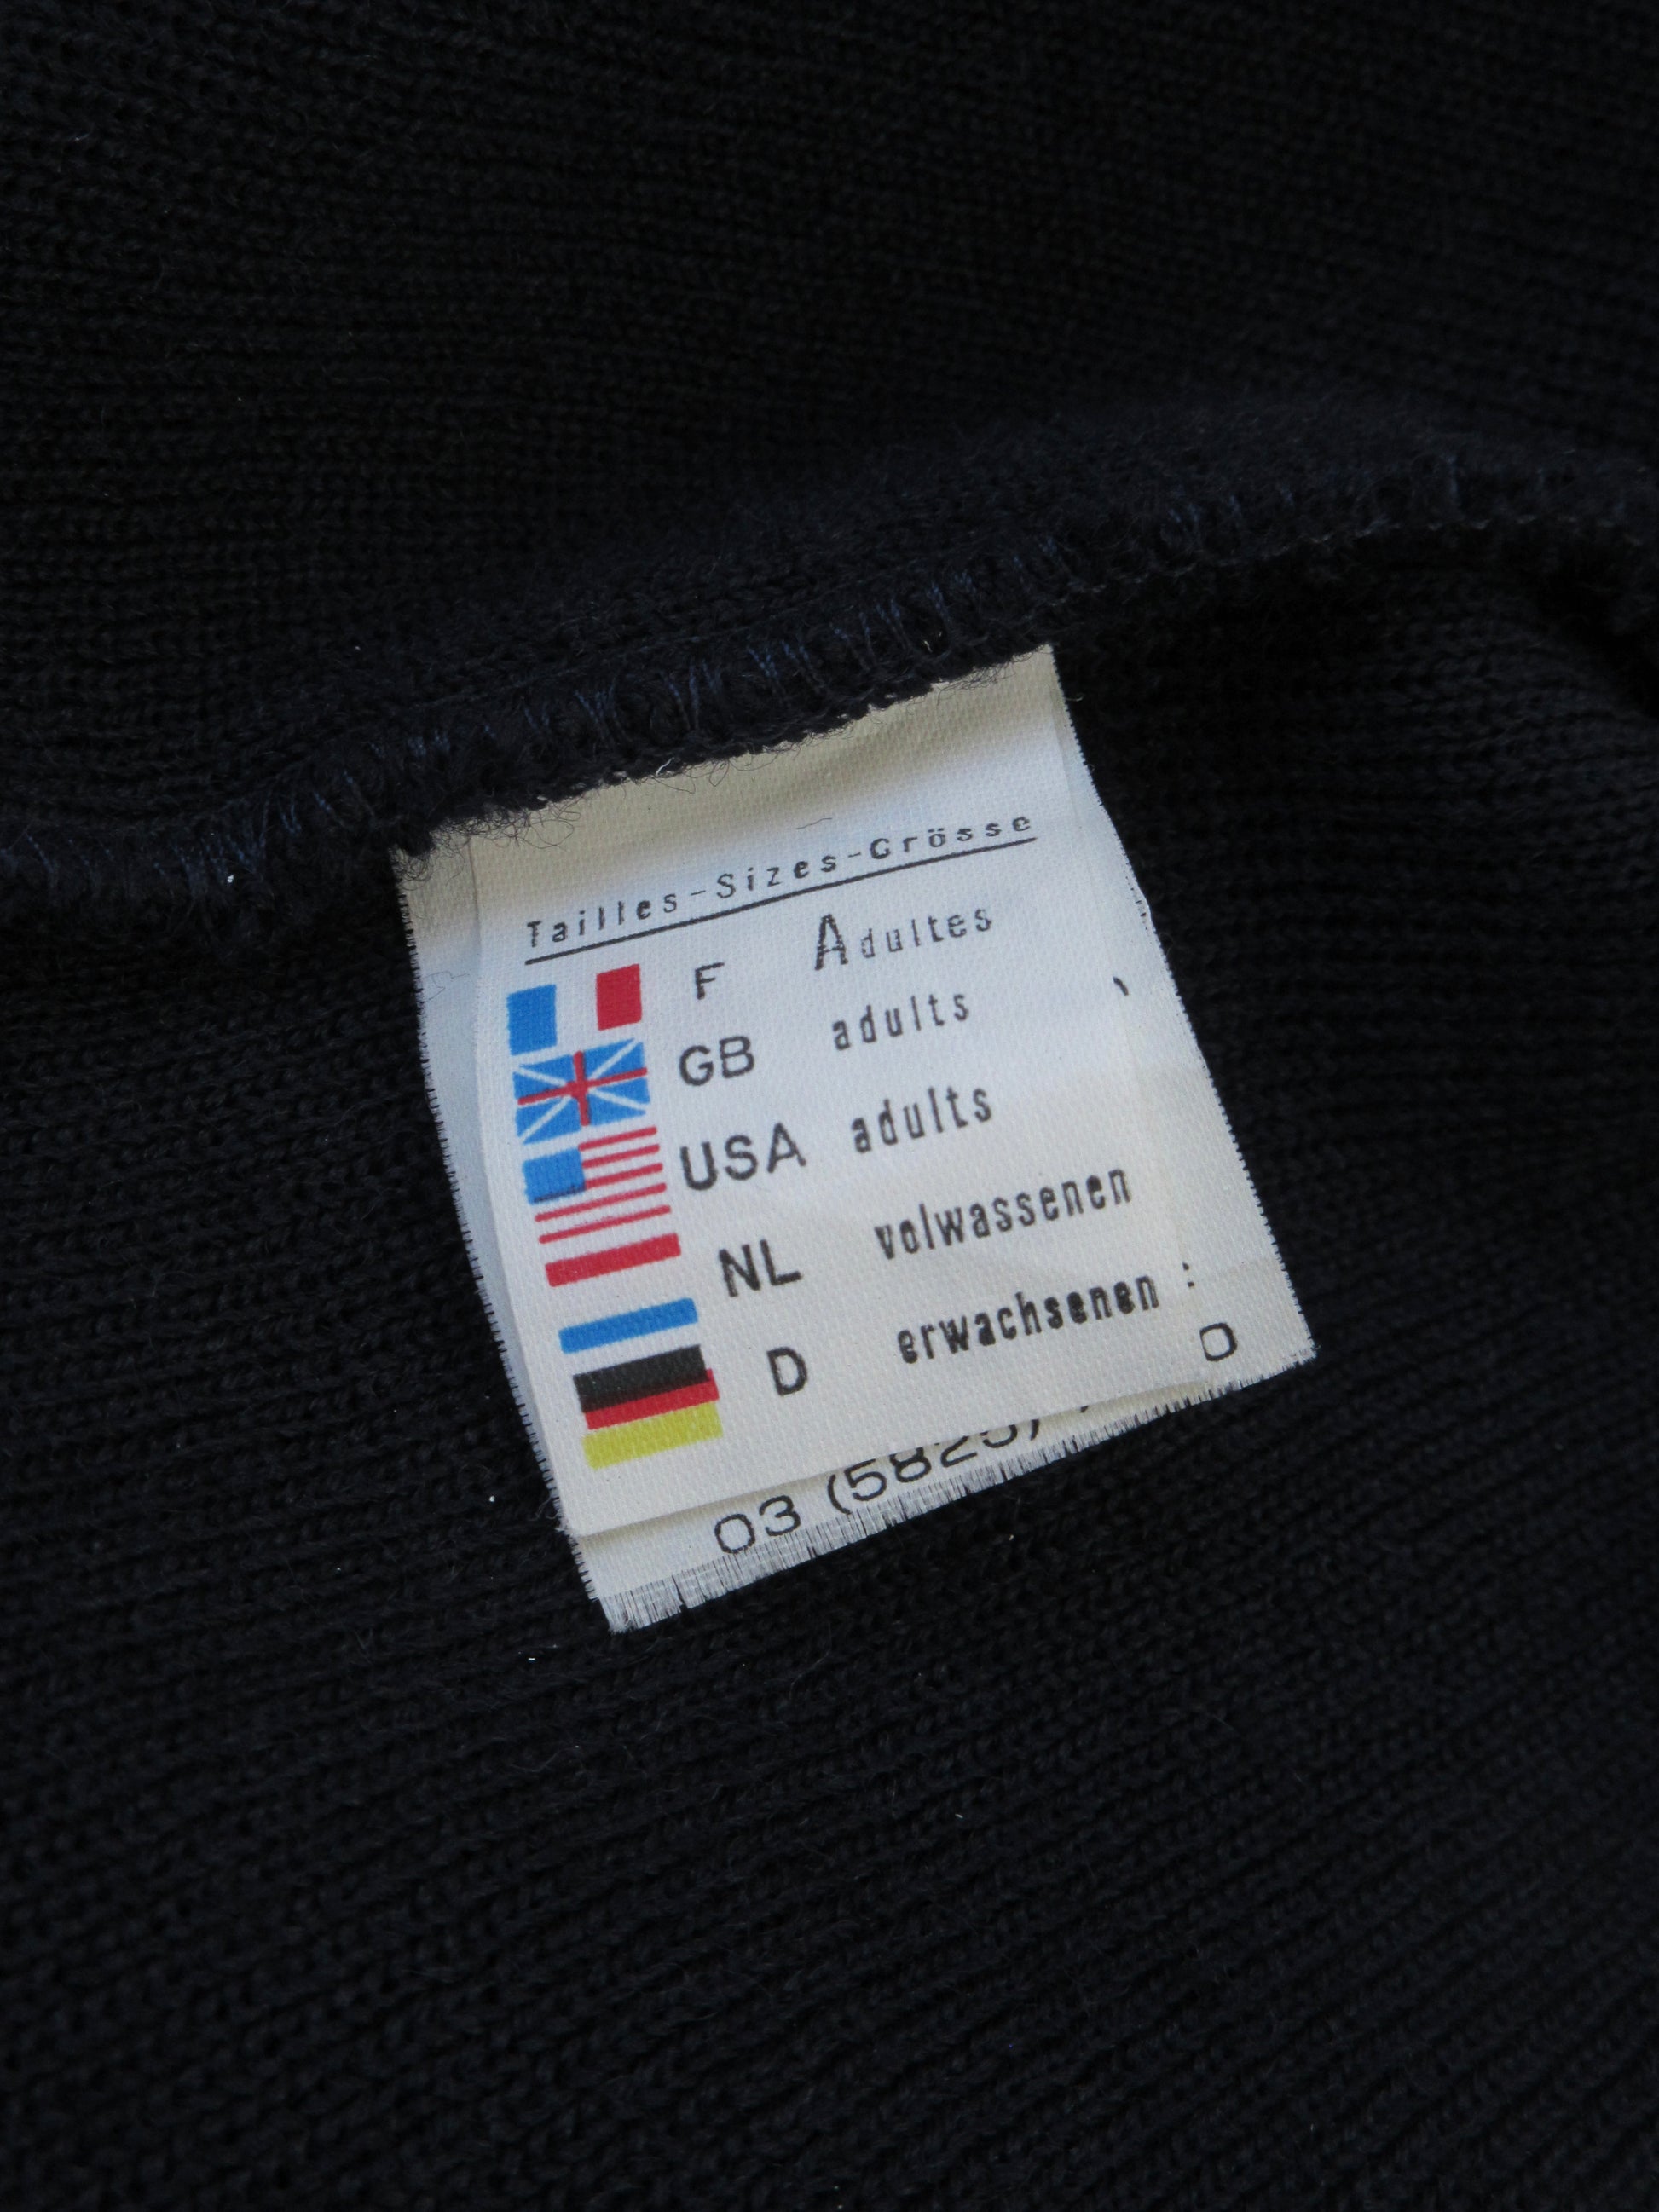 Tailles-Sizes-Grösse
F Adultes
GB adults
USA adults
NL volwassenen
D erwachsenen :
03 (5825)